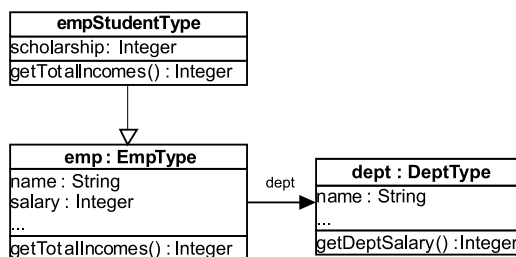 empStudentType
scholarship: Integer
getTotalIncomes() : Integer
emp : EmpType
name : String
salary : Integer
...
getTotalIncomes() : Integer
dept
dept : DeptType
name : String
...
getDeptSalary() :Integer